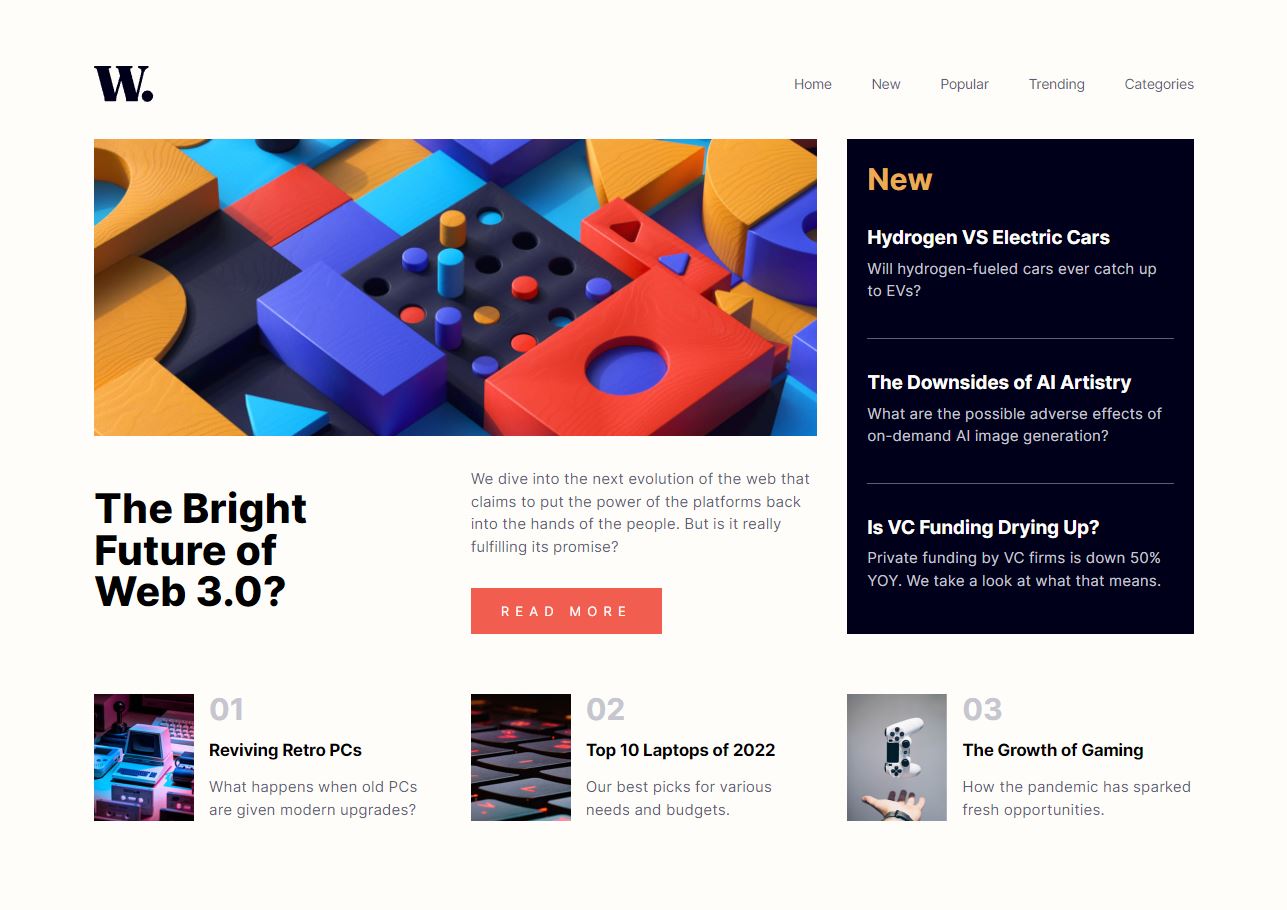 W.
Home New Popular Trending Categories
The Bright
Future of
Web 3.0?
We dive into the next evolution of the web that
claims to put the power of the platforms back
into the hands of the people. But is it really
fulfilling its promise?
READ MORE
New
Hydrogen VS Electric Cars
Will hydrogen-fueled cars ever catch up
to EVs?
The Downsides of AI Artistry
What are the possible adverse effects of
on-demand AI image generation?
Is VC Funding Drying Up?
Private funding by VC firms is down 50%
YOY. We take a look at what that means.
01
Reviving Retro PCs
What happens when old PCs
are given modern upgrades?
02
Top 10 Laptops of 2022
Our best picks for various
needs and budgets.
03
The Growth of Gaming
How the pandemic has sparked
fresh opportunities.